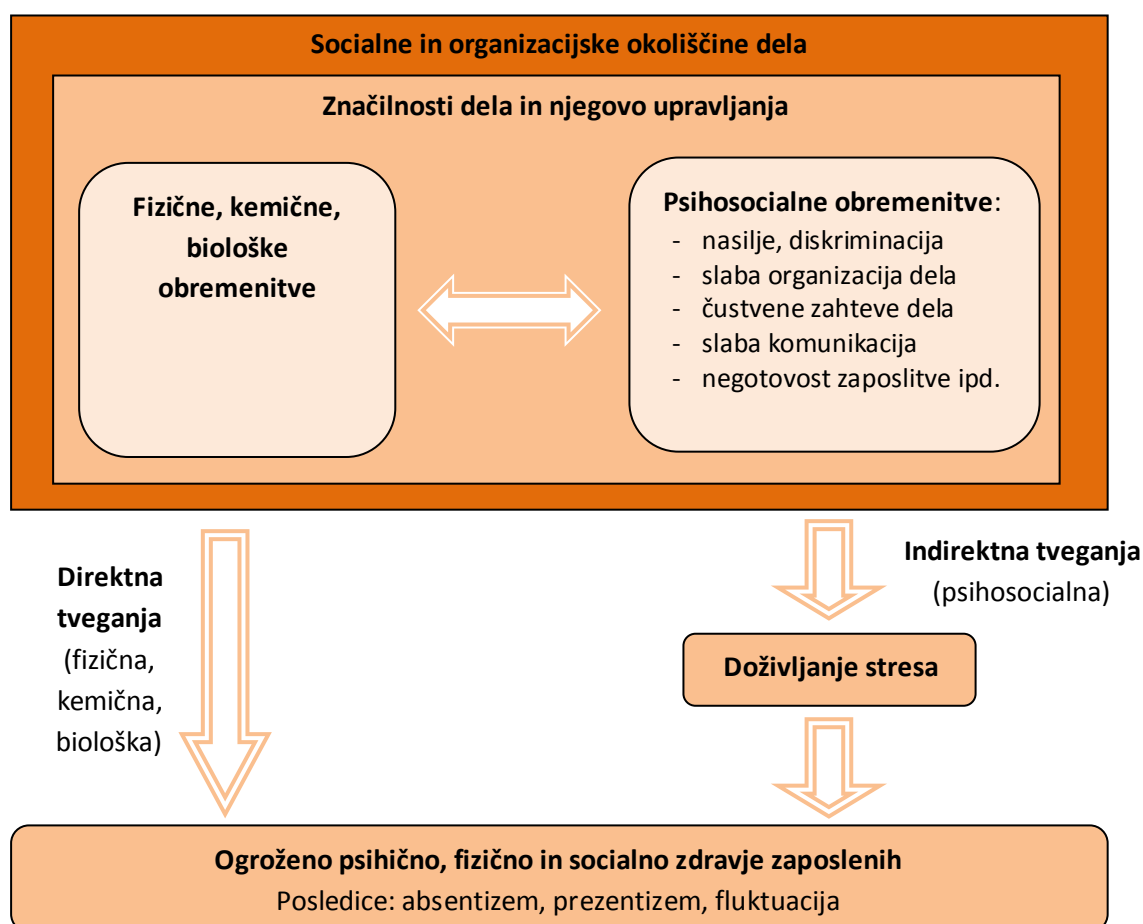 Socialne in organizacijske okoliščine dela
Značilnosti dela in njegovo upravljanja
Fizične, kemične,
biološke
obremenitve
Psihosocialne obremenitve:
- nasilje, diskriminacija
- slaba organizacija dela
- čustvene zahteve dela
- slaba komunikacija
- negotovost zaposlitve ipd.
Direktna
tveganja
(fizična,
kemična,
biološka)
Indirektna tveganja
(psihosocialna)
Doživljanje stresa
Ogroženo psihično, fizično in socialno zdravje zaposlenih
Posledice: absentizem, prezentizem, fluktuacija